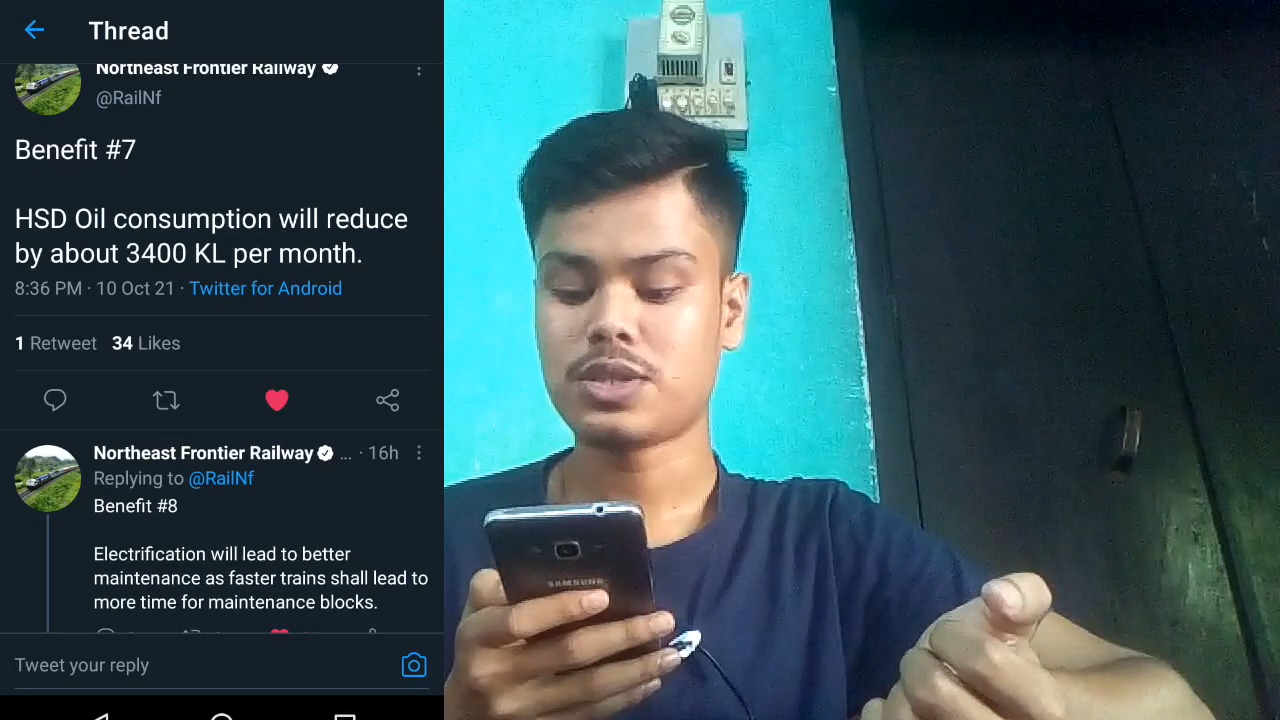 Thread
Northeast Frontier Railway
@RailNf
Benefit #7
HSD Oil consumption will reduce
by about 3400 KL per month.
8:36 PM · 10 Oct 21 · Twitter for Android
1 Retweet 34 Likes
Northeast Frontier Railway ... · 16h
Replying to @RailNf
Benefit #8
Electrification will lead to better
maintenance as faster trains shall lead to
more time for maintenance blocks.
Tweet your reply
SAMSUNG